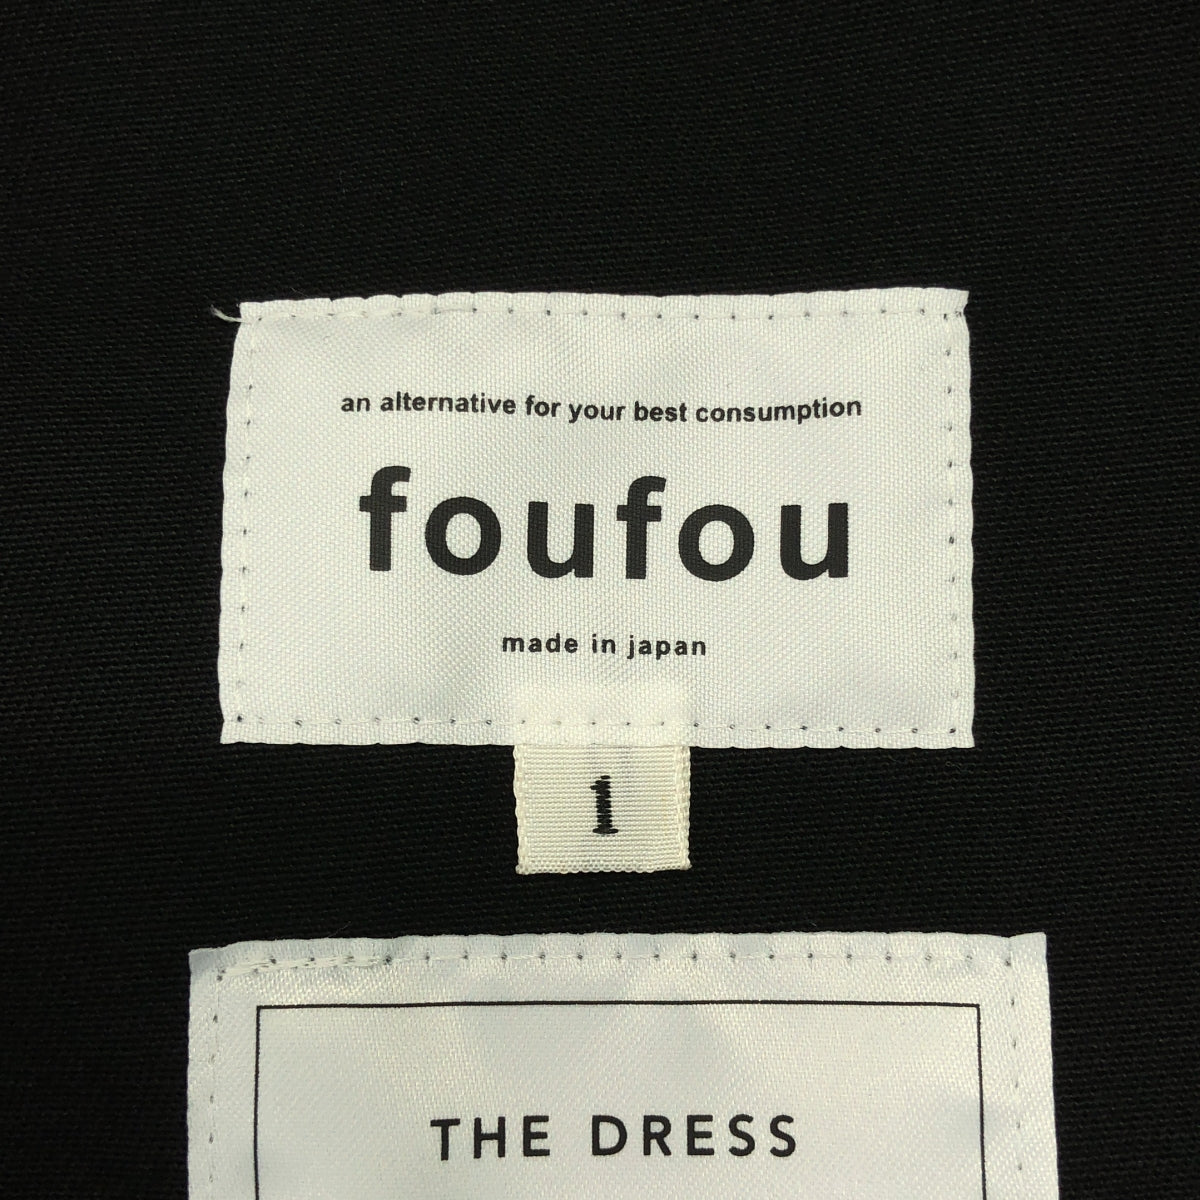 an alternative for your best consumption
foufou
made in japan
1
THE DRESS